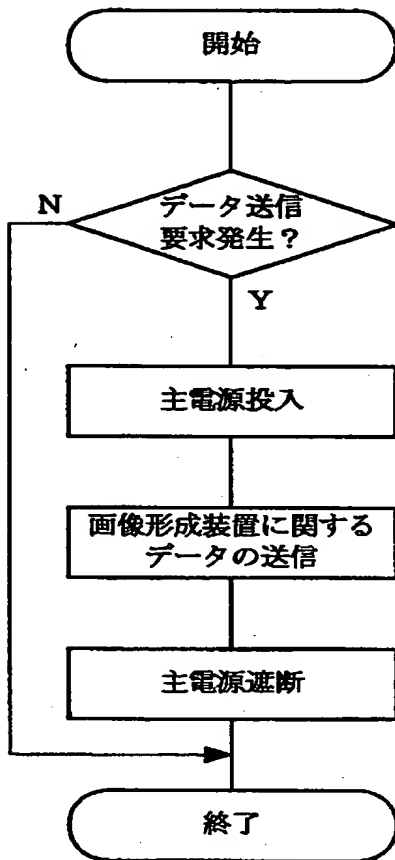 開始
データ送信
要求発生?
N
Y
主電源投入
画像形成装置に関する
データの送信
主電源遮断
終了